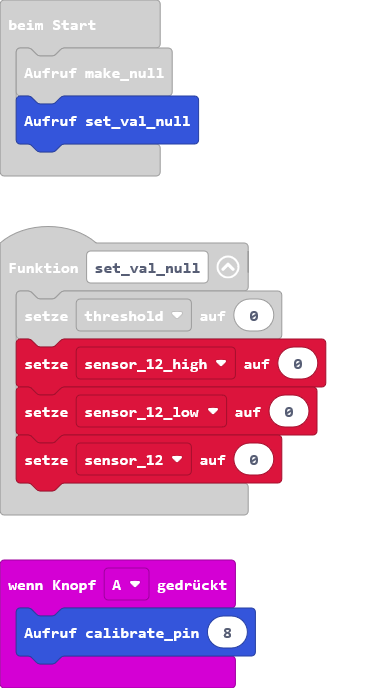 beim Start
Aufruf make_null
Aufruf set_val_null
Funktion set_val_null
setze threshold auf 0
setze sensor_12_high auf 0
setze sensor_12_low auf 0
setze sensor_12 auf 0
wenn Knopf A gedrückt
Aufruf calibrate_pin 8